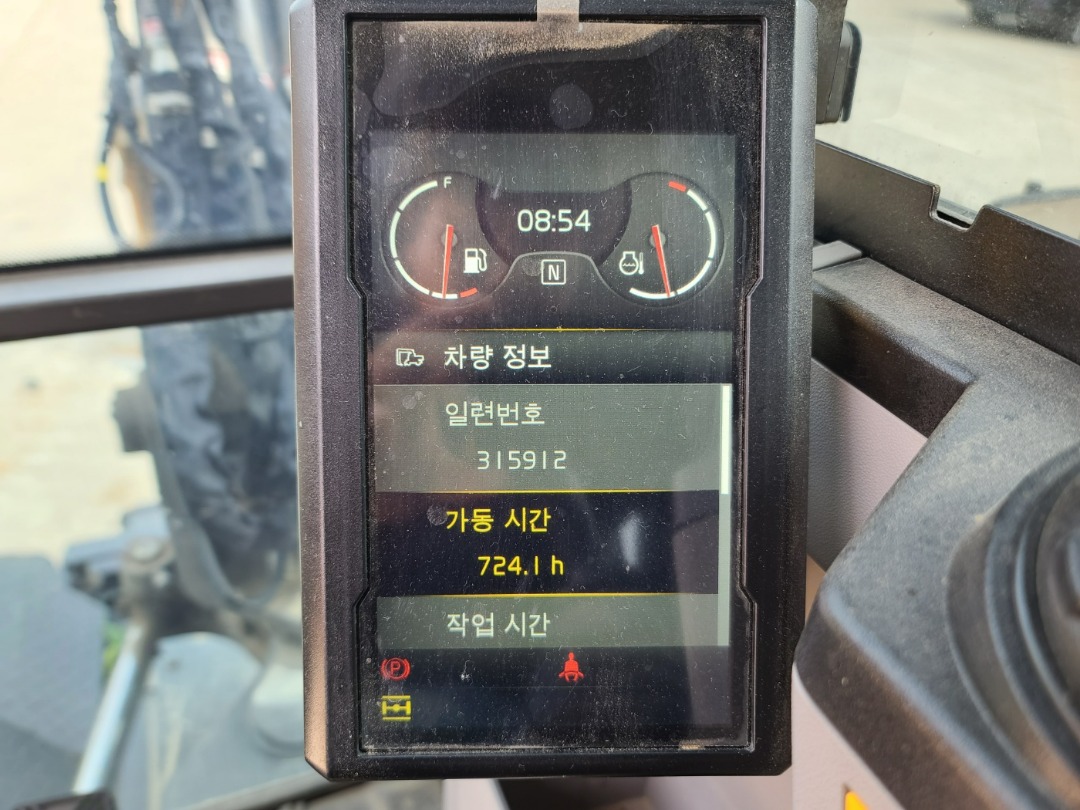 F
08:54
N
차량 정보
일련번호
315912
가동 시간
724.1 h
작업 시간
P